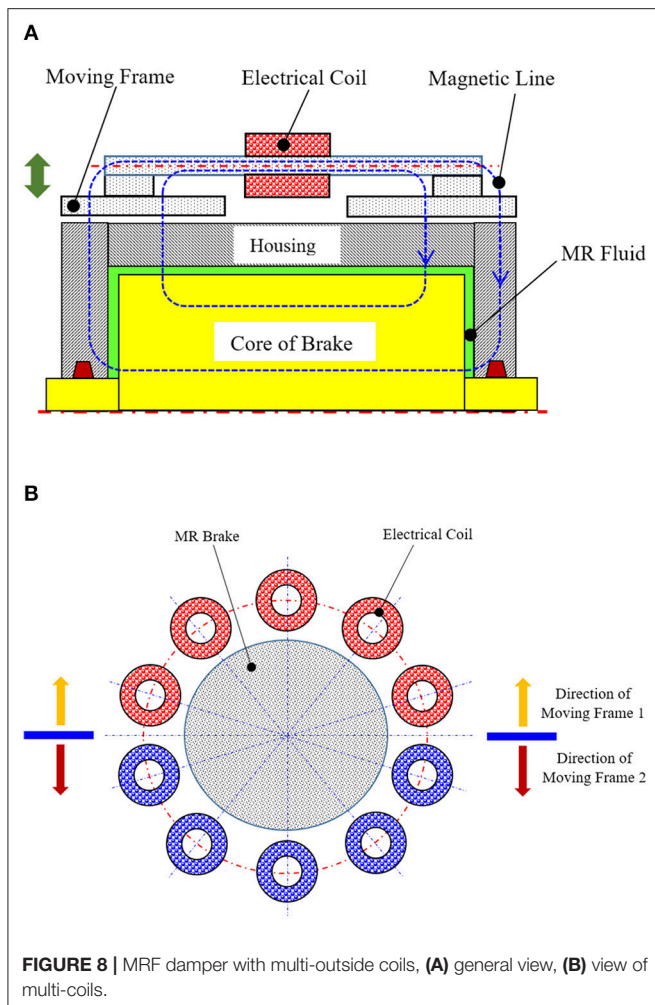 A
Moving Frame
Electrical Coil
Magnetic Line
Housing
MR Fluid
Core of Brake
B
MR Brake
Electrical Coil
Direction of
Moving Frame 1
Direction of
Moving Frame 2
FIGURE 8 | MRF damper with multi-outside coils, (A) general view, (B) view of
multi-coils.